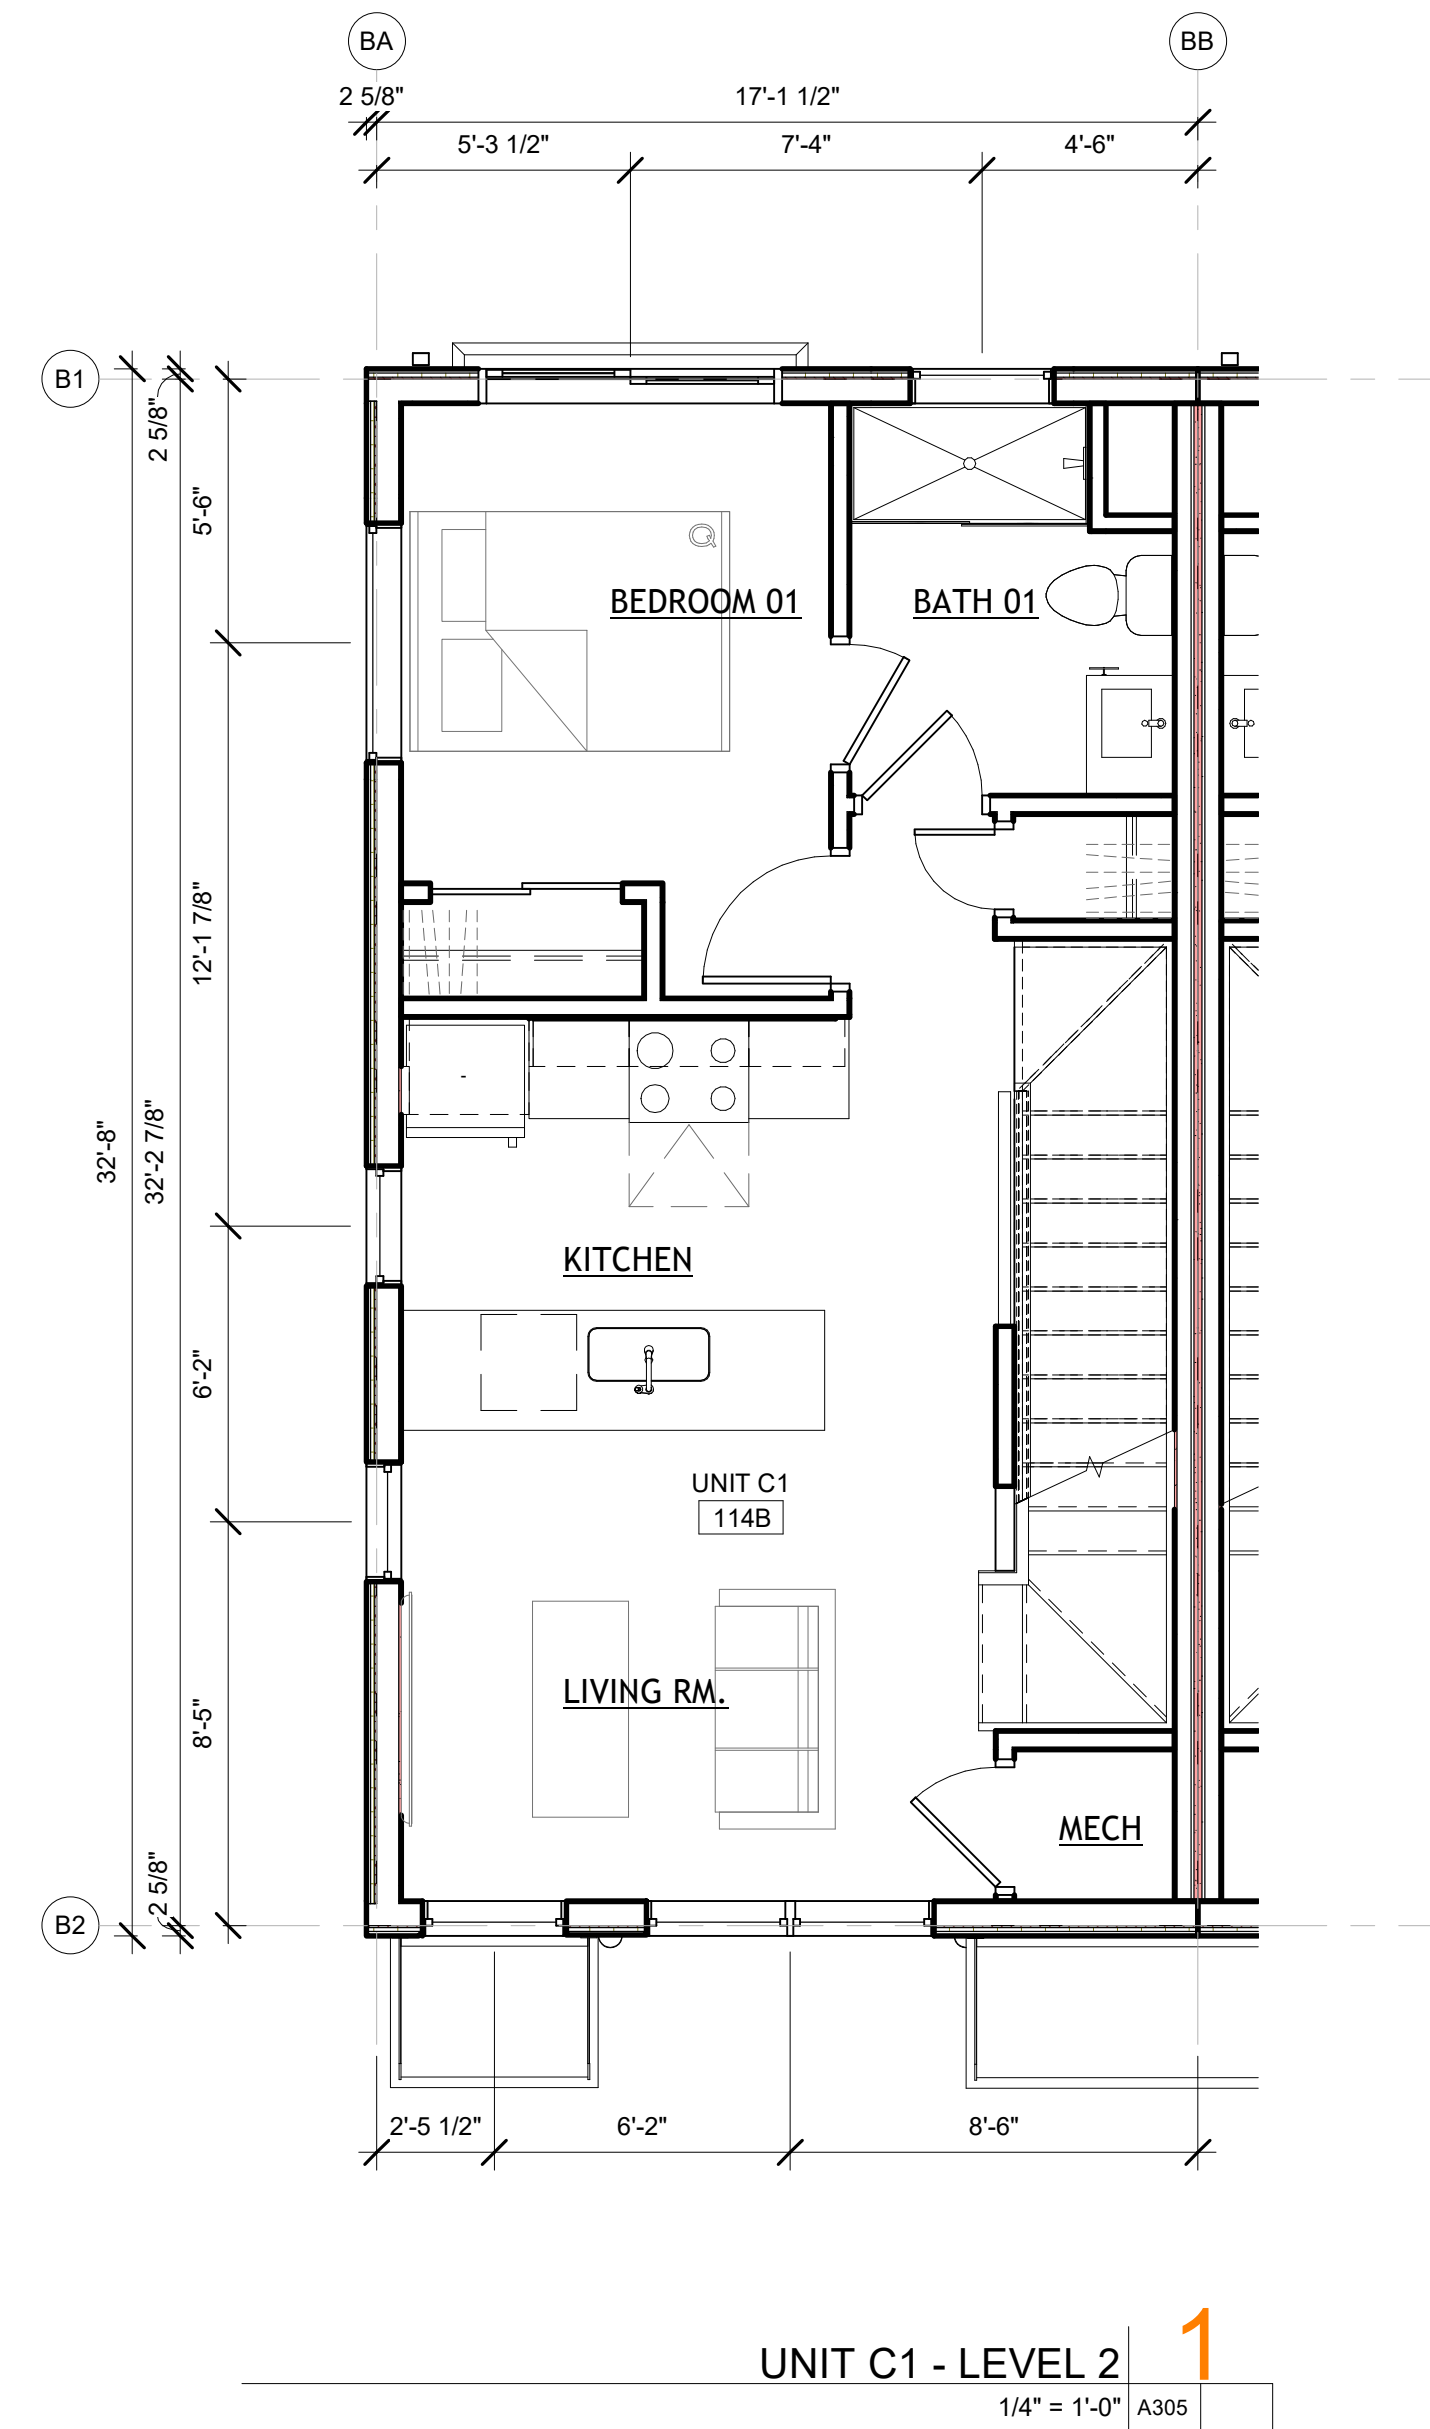 BA
BB
2 5/8"
17'-1 1/2"
5'-3 1/2"
7'-4"
4'-6"
B1
2 5/8"
5'-6"
Q
BEDROOM 01
BATH 01
12'-1 7/8"
32'-8"
32'-2 7/8"
KITCHEN
6'-2"
UNIT C1
114B
LIVING RM.
8'-5"
MECH
2 5/8"
B2
2'-5 1/2"
6'-2"
8'-6"
1
UNIT C1 - LEVEL 2
1/4" = 1'-0"
A305